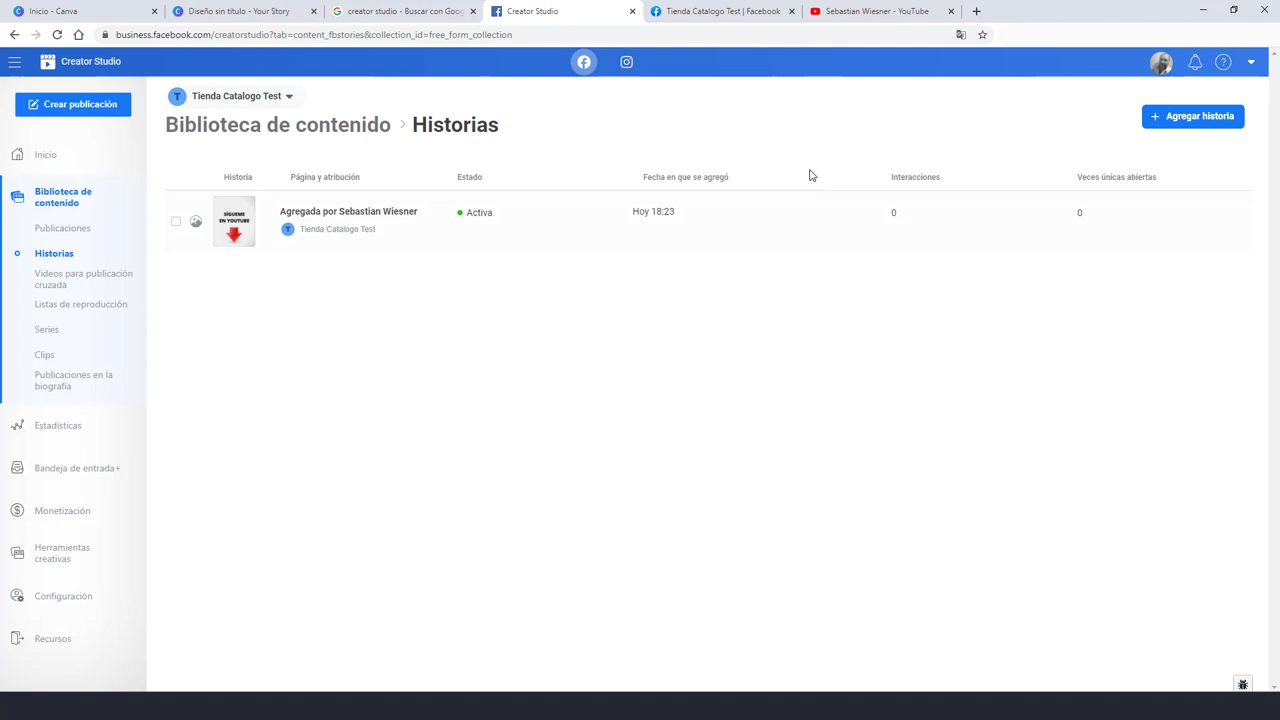 Inicio - Canva
Diseño sin título - Your Story
creator studio - Buscar con Goog
Creator Studio
Tienda Catalogo Test | Facebook
Sebastian Wiesner - YouTube
business.facebook.com/creatorstudio?tab=content_fbstories&collection_id=free_form_collection
Creator Studio
Crear publicación
T Tienda Catalogo Test
Biblioteca de contenido > Historias
+ Agregar historia
Inicio
Biblioteca de
contenido
Publicaciones
Historias
Videos para publicación
cruzada
Listas de reproducción
Series
Clips
Publicaciones en la
biografía
Estadísticas
Bandeja de entrada+
Monetización
Herramientas
creativas
Configuración
Recursos
Historia
Página y atribución
Estado
Fecha en que se agregó
Interacciones
Veces únicas abiertas
SÍGUEME
EN YOUTUBE
Agregada por Sebastian Wiesner
T Tienda Catalogo Test
Activa
Hoy 18:23
0
0